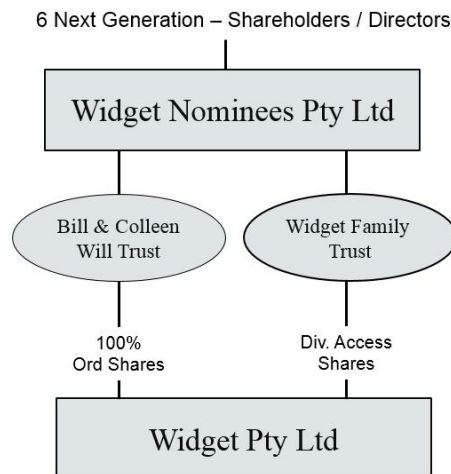 6 Next Generation – Shareholders / Directors
Widget Nominees Pty Ltd
Bill & Colleen
Will Trust
Widget Family
Trust
100%
Ord Shares
Div. Access
Shares
Widget Pty Ltd